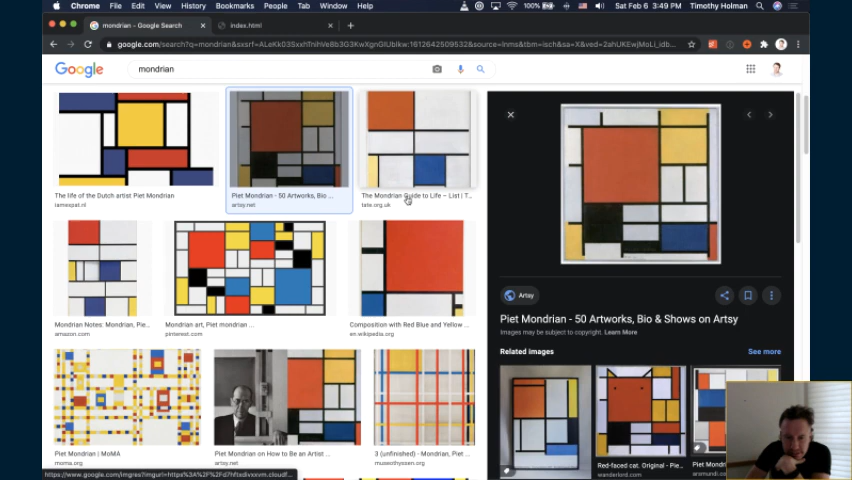 Chrome File Edit View History Bookmarks People Tab Window Help 100% Sat Feb 6 3:49 PM Timothy Holman
mondrian - Google Search
index.html
Google
mondrian
The life of the Dutch artist Piet Mondrian
iamexpat.nl
Piet Mondrian - 50 Artworks, Bio ...
artsy.net
The Mondrian Guide to Life – List | T...
tate.org.uk
Mondrian Notes: Mondrian, Pie...
amazon.com
Mondrian art, Piet mondrian ...
pinterest.com
Composition with Red Blue and Yellow ...
en.wikipedia.org
Piet Mondrian | MoMA
moma.org
Piet Mondrian on How to Be an Artist ...
artsy.net
3 (unfinished) - Mondrian, Piet ...
museothyssen.org
Artsy
Piet Mondrian - 50 Artworks, Bio & Shows on Artsy
Images may be subject to copyright. Learn More
Related images
See more
Red-faced cat. Original - Pie...
wanderlord.com
Piet Mond